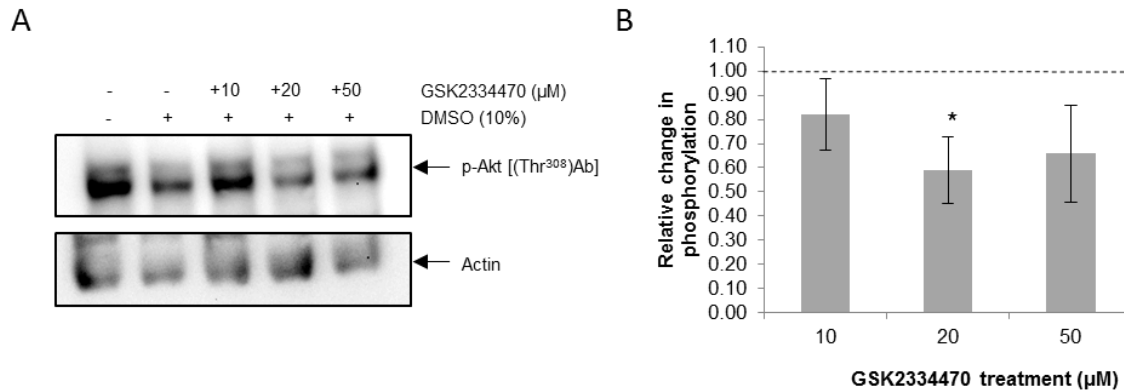 A
- - +10 +20 +50 GSK2334470 (µM)
- + + + + DMSO (10%)
p-Akt [(Thr³⁰⁸)Ab]
Actin
B
Relative change in
phosphorylation
1.10
1.00
0.90
0.80
0.70
0.60
0.50
0.40
0.30
0.20
0.10
0.00
*
10 20 50
GSK2334470 treatment (µM)